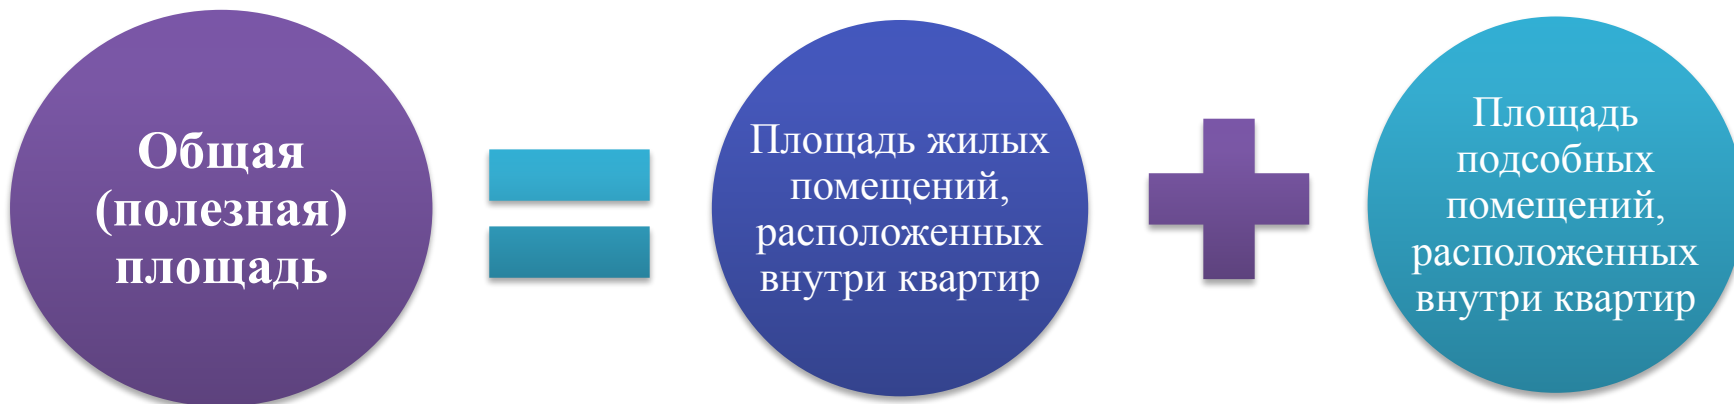 Общая
(полезная)
площадь
Площадь жилых
помещений,
расположенных
внутри квартир
Площадь
подсобных
помещений,
расположенных
внутри квартир